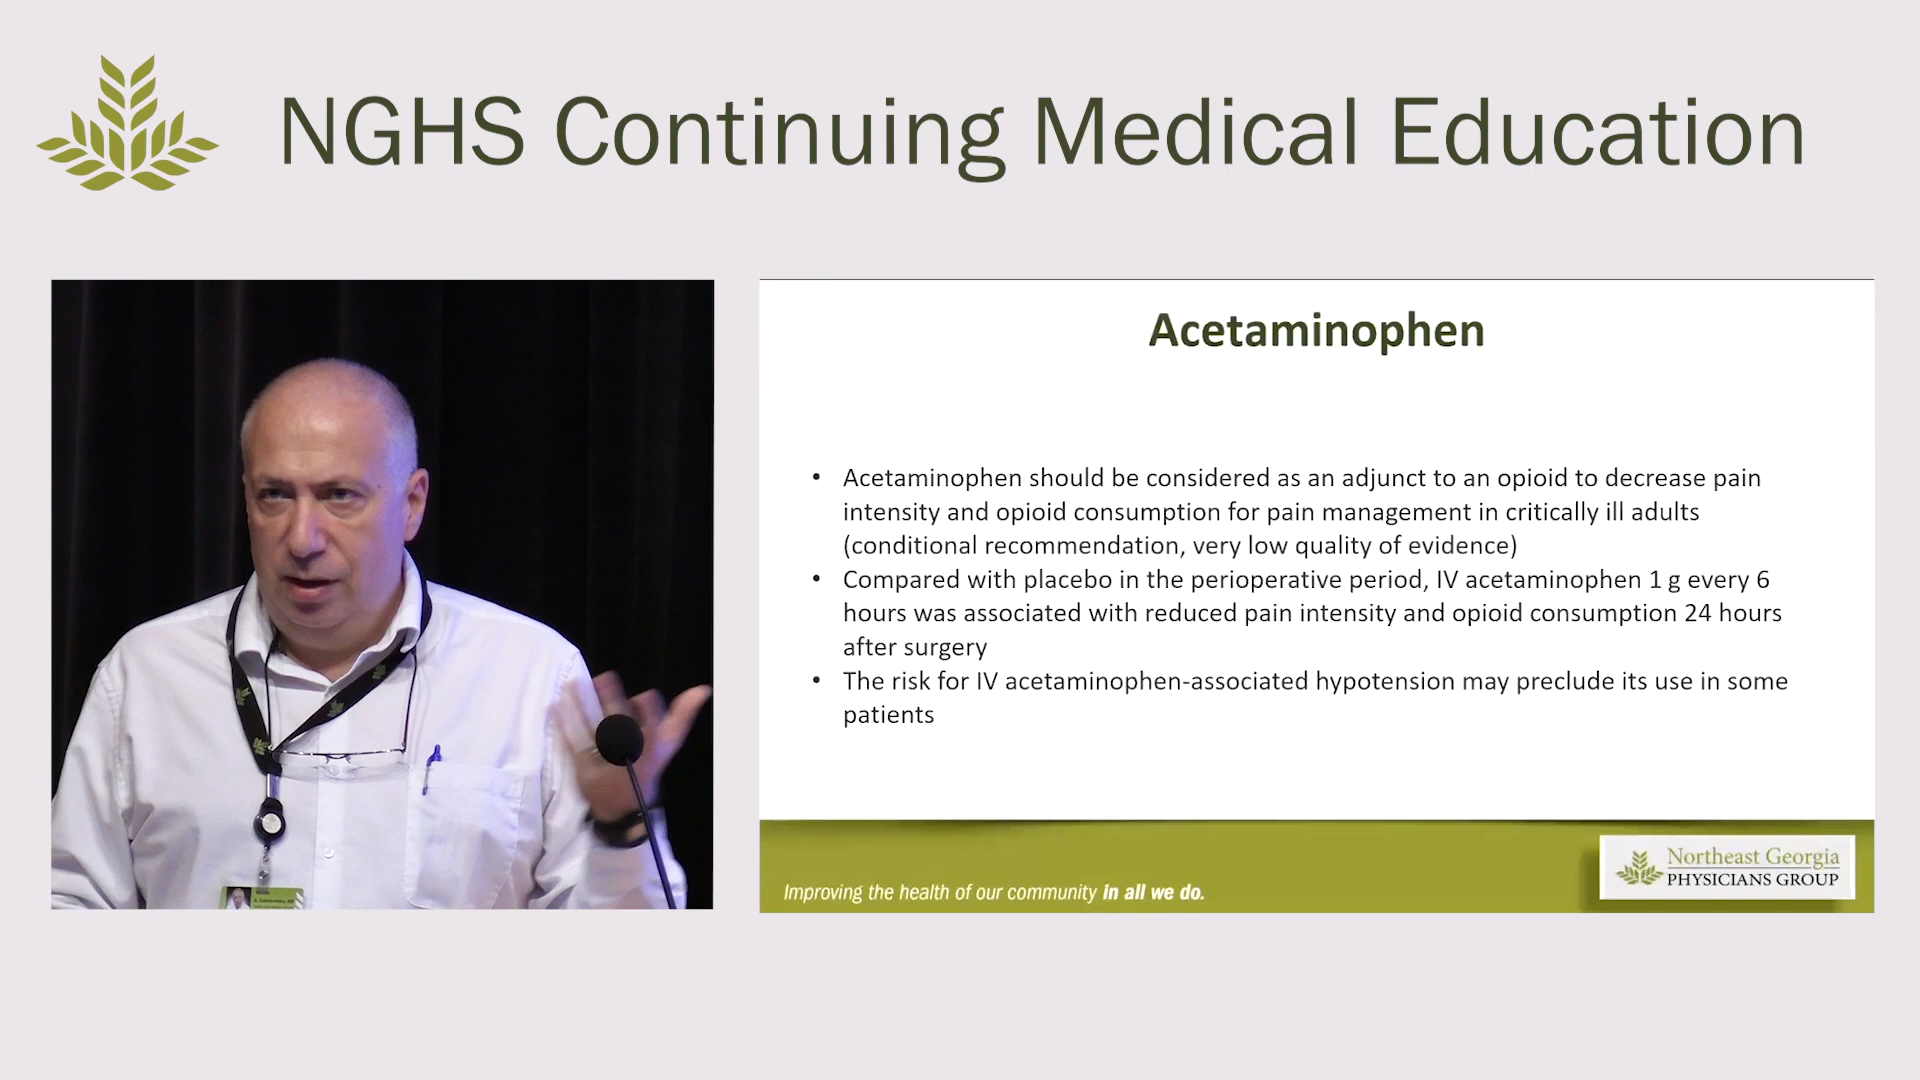 NGHS Continuing Medical Education
Acetaminophen
• Acetaminophen should be considered as an adjunct to an opioid to decrease pain
intensity and opioid consumption for pain management in critically ill adults
(conditional recommendation, very low quality of evidence)
• Compared with placebo in the perioperative period, IV acetaminophen 1 g every 6
hours was associated with reduced pain intensity and opioid consumption 24 hours
after surgery
• The risk for IV acetaminophen-associated hypotension may preclude its use in some
patients
Improving the health of our community in all we do.
Northeast Georgia
PHYSICIANS GROUP